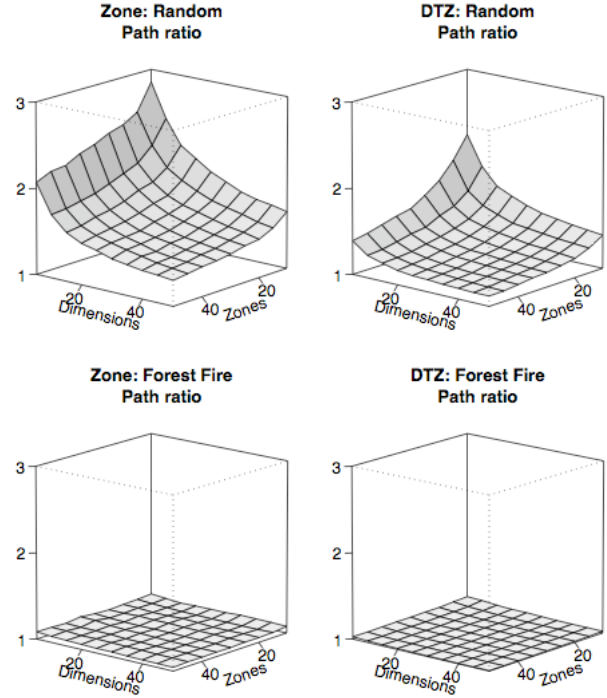 Zone: Random
Path ratio
3
2
1
20
40
Dimensions
40
20
Zones
DTZ: Random
Path ratio
3
2
1
20
40
Dimensions
40
20
Zones
Zone: Forest Fire
Path ratio
3
2
1
20
40
Dimensions
40
20
Zones
DTZ: Forest Fire
Path ratio
3
2
1
20
40
Dimensions
40
20
Zones